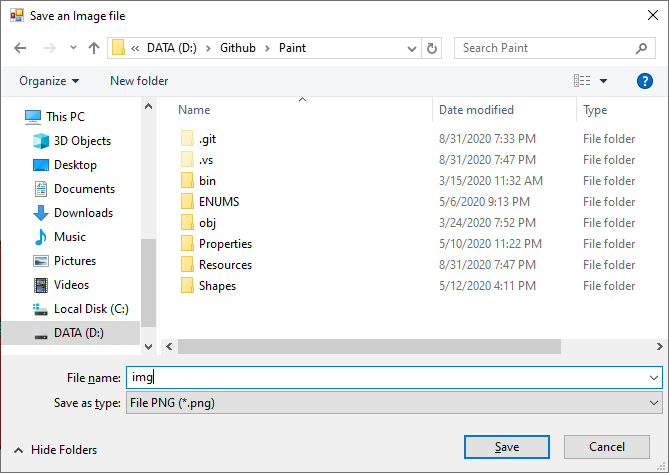 Save an Image file
« DATA (D:) > Github > Paint
Search Paint
Organize
New folder
This PC
3D Objects
Desktop
Documents
Downloads
Music
Pictures
Videos
Local Disk (C:)
DATA (D:)
Name Date modified Type
.git 8/31/2020 7:33 PM File folder
.vs 8/31/2020 7:47 PM File folder
bin 3/15/2020 11:32 AM File folder
ENUMS 5/6/2020 9:13 PM File folder
obj 3/24/2020 7:52 PM File folder
Properties 5/10/2020 11:22 PM File folder
Resources 8/31/2020 7:47 PM File folder
Shapes 5/12/2020 4:11 PM File folder
File name: img
Save as type: File PNG (*.png)
Hide Folders
Save
Cancel